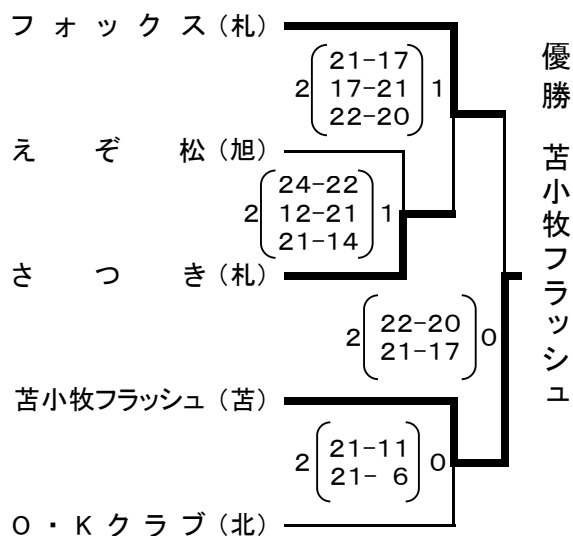 フォックス（札）
21-17
2 17-21 1
22-20
えぞ松（旭）
24-22
2 12-21 1
21-14
さつき（札）
22-20
2 21-17 0
苫小牧フラッシュ（苫）
21-11
2 21- 6 0
O・Kクラブ（北）
優勝 苫小牧フラッシュ